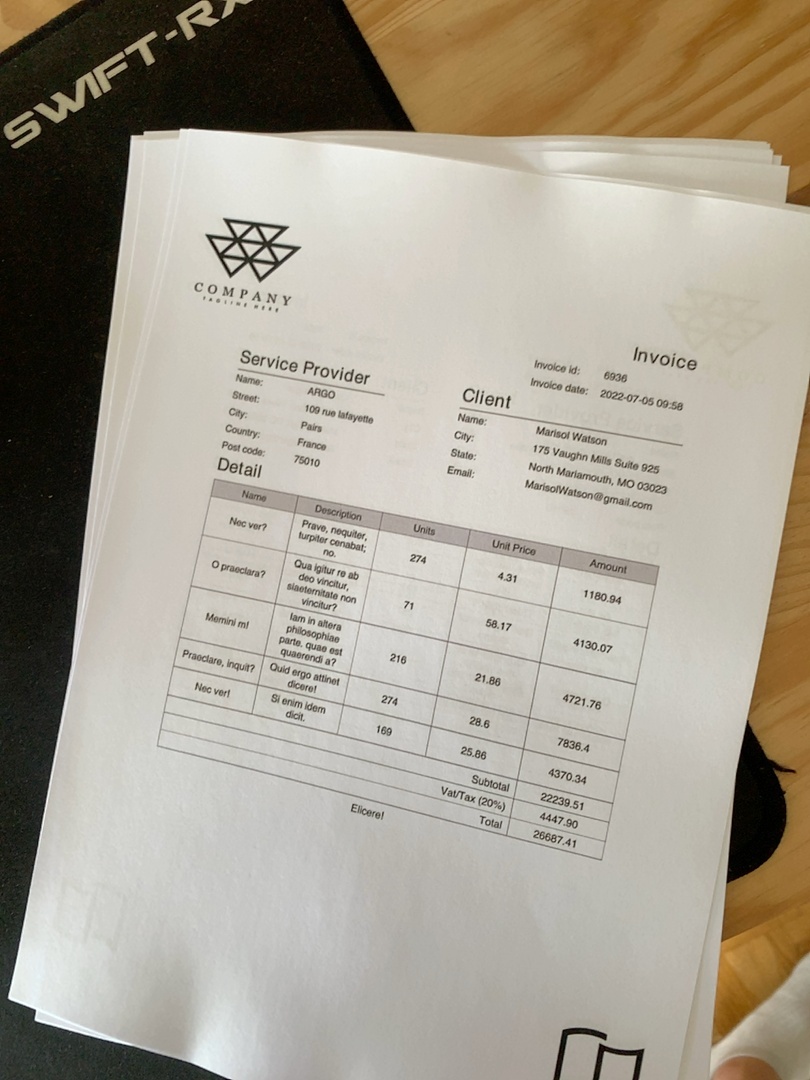 SWIFT-RX
COMPANY
TAGLINE HERE
Invoice
Invoice id: 6936
Invoice date: 2022-07-05 09:58
Service Provider
Name: ARGO
Street: 109 rue lafayette
City: Pairs
Country: France
Post code: 75010
Client
Name: Marisol Watson
City: 175 Vaughn Mills Suite 925
State: North Mariamouth, MO 03023
Email: MarisolWatson@gmail.com
Detail
Name Description Units Unit Price Amount
Nec ver? Prave, nequiter, 274 4.31 1180.94
turpiter cenabat;
no.
O praeclara? Qua igitur re ab 71 58.17 4130.07
deo vincitur,
siaeternitate non
vincitur?
Memini m! Iam in altera 216 21.86 4721.76
philosophiae
parte. quae est
quaerendi a?
Praeclare, inquit? Quid ergo attinet 274 28.6 7836.4
dicere!
Nec ver! Si enim idem 169 25.86 4370.34
dicit.
Subtotal 22239.51
Vat/Tax (20%) 4447.90
Total 26687.41
Elicere!